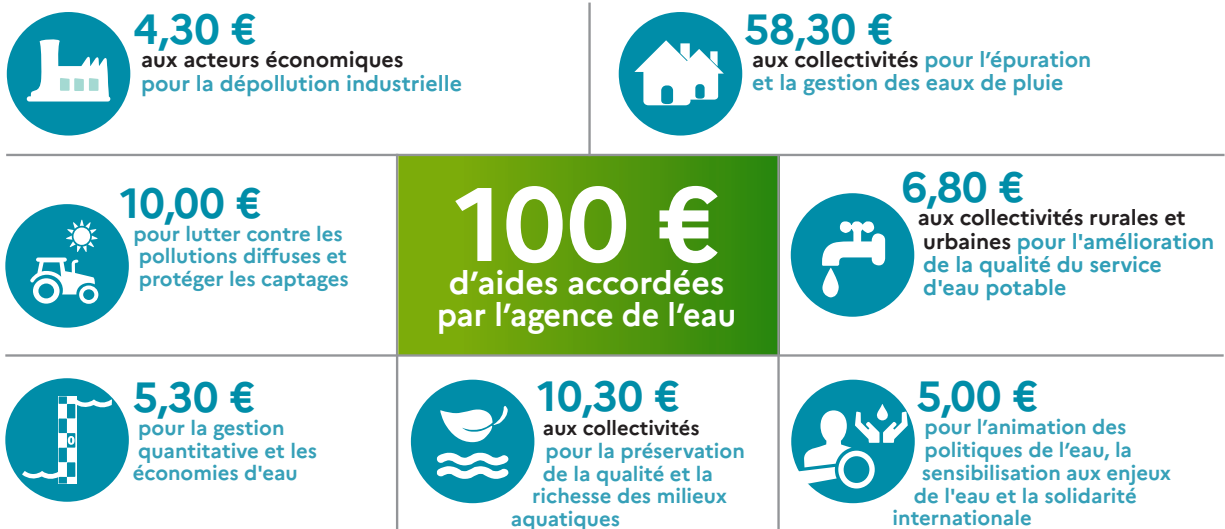 4,30 €
aux acteurs économiques
pour la dépollution industrielle
58,30 €
aux collectivités pour l'épuration
et la gestion des eaux de pluie
10,00 €
pour lutter contre les
pollutions diffuses et
protéger les captages
100 €
d'aides accordées
par l'agence de l'eau
6,80 €
aux collectivités rurales et
urbaines pour l'amélioration
de la qualité du service
d'eau potable
5,30 €
pour la gestion
quantitative et les
économies d'eau
10,30 €
aux collectivités
pour la préservation
de la qualité et la
richesse des milieux
aquatiques
5,00 €
pour l'animation des
politiques de l'eau, la
sensibilisation aux enjeux
de l'eau et la solidarité
internationale